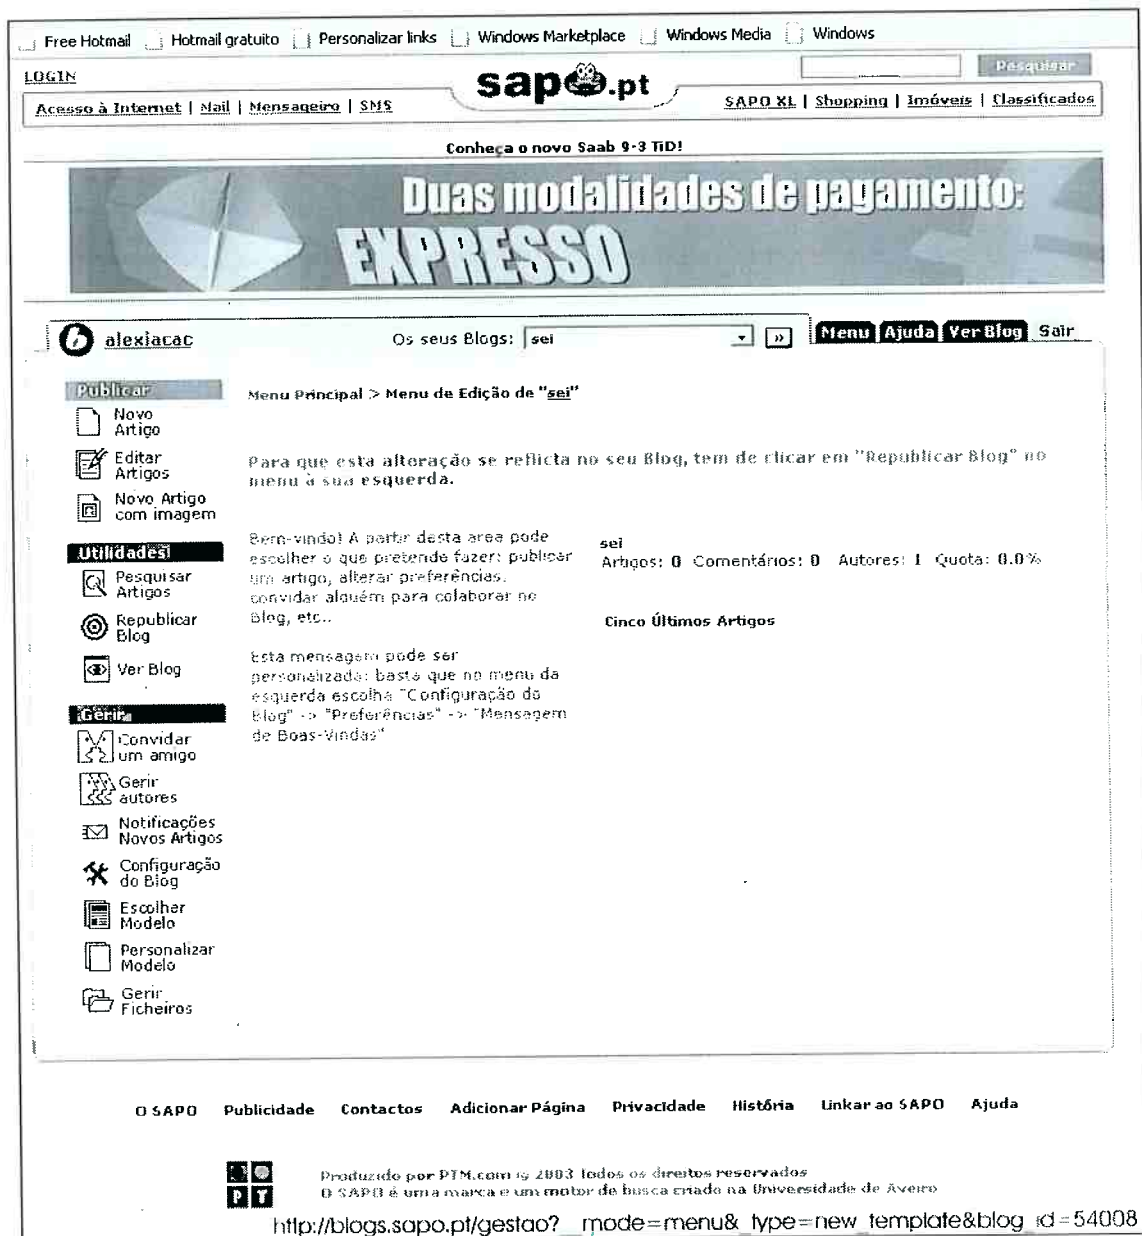 Free Hotmail Hotmail gratuito Personalizar links Windows Marketplace Windows Media Windows
LOGIN
sapo.pt
Pesquisar
Acesso à Internet | Mail | Mensageiro | SMS
SAPO XL | Shopping | Imóveis | Classificados
Conheça o novo Saab 9-3 TiD!
Duas modalidades de pagamento:
EXPRESSO
alexiacac
Os seus Blogs: sei »
Menu Ajuda Ver Blog Sair
Publicar
Novo
Artigo
Editar
Artigos
Novo Artigo
com imagem
Utilidades
Pesquisar
Artigos
Republicar
Blog
Ver Blog
Gerir
Convidar
um amigo
Gerir
autores
Notificações
Novos Artigos
Configuração
do Blog
Escolher
Modelo
Personalizar
Modelo
Gerir
Ficheiros
Menu Principal > Menu de Edição de "sei"
Para que esta alteração se reflicta no seu Blog, tem de clicar em "Republicar Blog" no
menu à sua esquerda.
Bem-vindo! A partir desta area pode
escolher o que pretende fazer: publicar
um artigo, alterar preferências,
convidar alguém para colaborar no
Blog, etc..
Esta mensagem pode ser
personalizada: basta que no menu da
esquerda escolha "Configuração do
Blog" -> "Preferências" -> "Mensagem
de Boas-Vindas"
sei
Artigos: 0 Comentários: 0 Autores: 1 Quota: 0.0%
Cinco Últimos Artigos
O SAPO Publicidade Contactos Adicionar Página Privacidade História Linkar ao SAPO Ajuda
PT
Produzido por PTM.com © 2003 Todos os direitos reservados
O SAPO é uma marca e um motor de busca criado na Universidade de Aveiro
http://blogs.sapo.pt/gestao?__mode=menu&_type=new_template&blog_id=54008